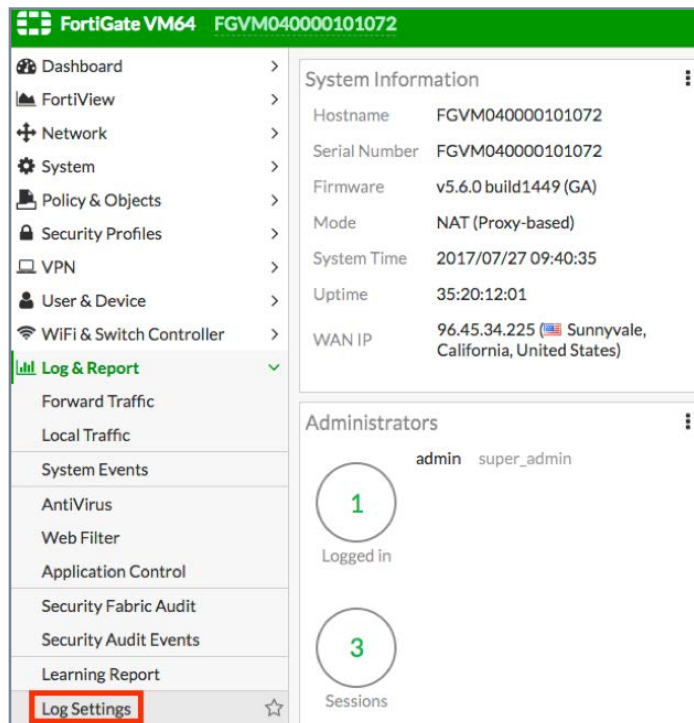 FortiGate VM64 FGVM040000101072
Dashboard
FortiView
Network
System
Policy & Objects
Security Profiles
VPN
User & Device
WiFi & Switch Controller
Log & Report
Forward Traffic
Local Traffic
System Events
AntiVirus
Web Filter
Application Control
Security Fabric Audit
Security Audit Events
Learning Report
Log Settings
System Information
Hostname FGVM040000101072
Serial Number FGVM040000101072
Firmware v5.6.0 build1449 (GA)
Mode NAT (Proxy-based)
System Time 2017/07/27 09:40:35
Uptime 35:20:12:01
WAN IP 96.45.34.225 ( Sunnyvale,
California, United States)
Administrators
admin super_admin
1
Logged in
3
Sessions